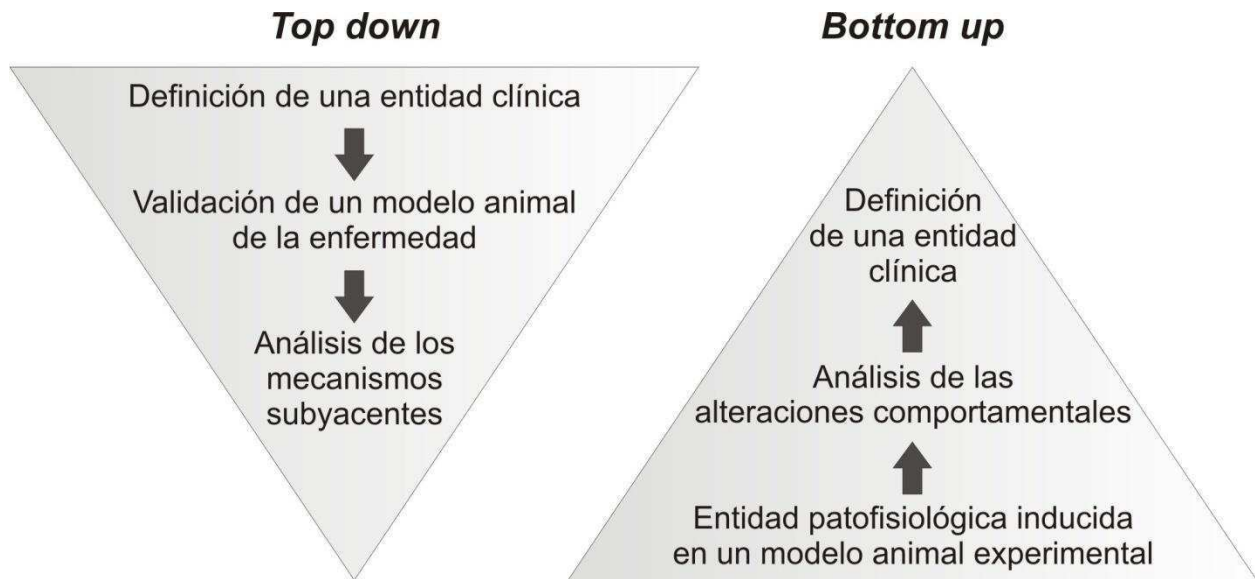 Top down
Definición de una entidad clínica
Validación de un modelo animal
de la enfermedad
Análisis de los
mecanismos
subyacentes
Bottom up
Definición
de una entidad
clínica
Análisis de las
alteraciones comportamentales
Entidad patofisiológica inducida
en un modelo animal experimental